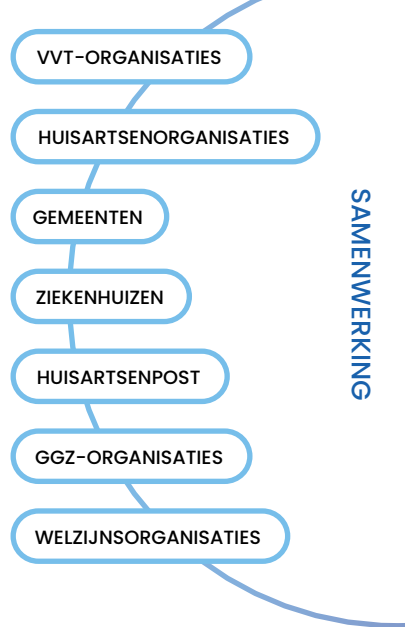 VVT-ORGANISATIES
HUISARTSENORGANISATIES
GEMEENTEN
ZIEKENHUIZEN
HUISARTSENPOST
GGZ-ORGANISATIES
WELZIJNSORGANISATIES
SAMENWERKING